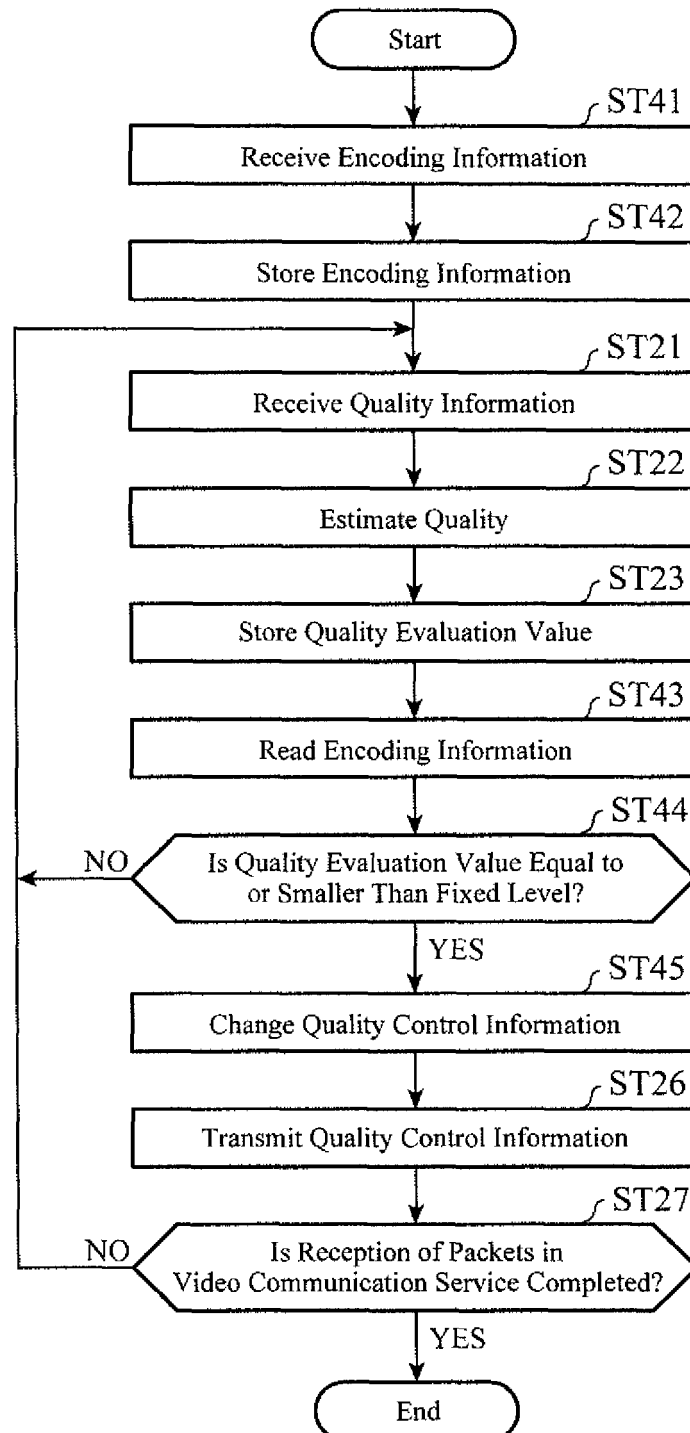 Start
ST41
Receive Encoding Information
ST42
Store Encoding Information
ST21
Receive Quality Information
ST22
Estimate Quality
ST23
Store Quality Evaluation Value
ST43
Read Encoding Information
ST44
NO
Is Quality Evaluation Value Equal to
or Smaller Than Fixed Level?
YES
ST45
Change Quality Control Information
ST26
Transmit Quality Control Information
ST27
NO
Is Reception of Packets in
Video Communication Service Completed?
YES
End